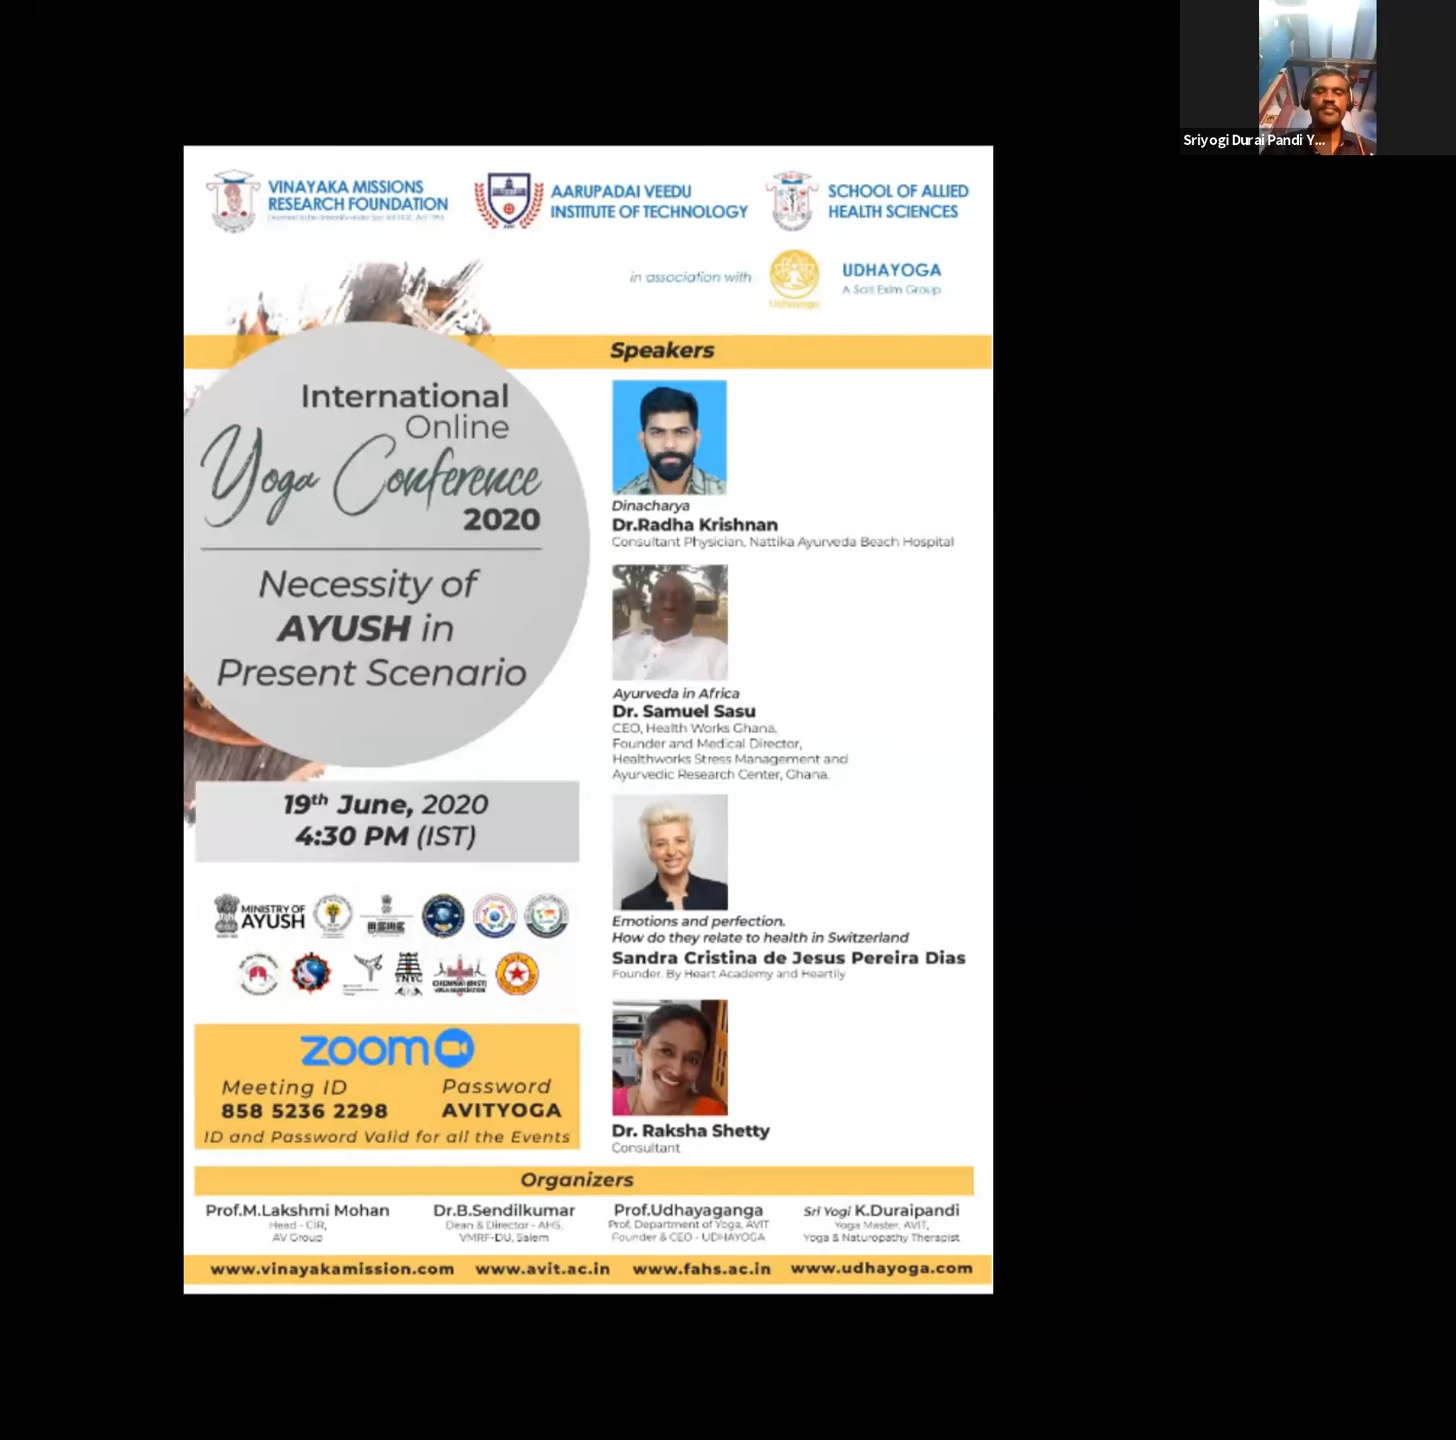 Sriyogi Durai Pandi Y...
VINAYAKA MISSIONS
RESEARCH FOUNDATION
AARUPADAI VEEDU
INSTITUTE OF TECHNOLOGY
SCHOOL OF ALLIED
HEALTH SCIENCES
in association with
Udhayoga
UDHAYOGA
A Sait Exim Group
International
Online
Yoga Conference
2020
Necessity of
AYUSH in
Present Scenario
19th June, 2020
4:30 PM (IST)
MINISTRY OF
AYUSH
MSME
TNYC
zoom
Meeting ID
Password
858 5236 2298
AVITYOGA
ID and Password Valid for all the Events
Speakers
Dinacharya
Dr.Radha Krishnan
Consultant Physician, Nattika Ayurveda Beach Hospital
Ayurveda in Africa
Dr. Samuel Sasu
CEO, Health Works Ghana,
Founder and Medical Director,
Healthworks Stress Management and
Ayurvedic Research Center, Ghana.
Emotions and perfection.
How do they relate to health in Switzerland
Sandra Cristina de Jesus Pereira Dias
Founder, By Heart Academy and Heartily
Dr. Raksha Shetty
Consultant
Organizers
Prof.M.Lakshmi Mohan
Head - CIR,
AV Group
Dr.B.Sendilkumar
Dean & Director - AHS,
VMRF-DU, Salem
Prof.Udhayaganga
Prof, Department of Yoga, AVIT
Founder & CEO - UDHAYOGA
Sri Yogi K.Duraipandi
Yoga Master, AVIT,
Yoga & Naturopathy Therapist
www.vinayakamission.com www.avit.ac.in www.fahs.ac.in www.udhayoga.com